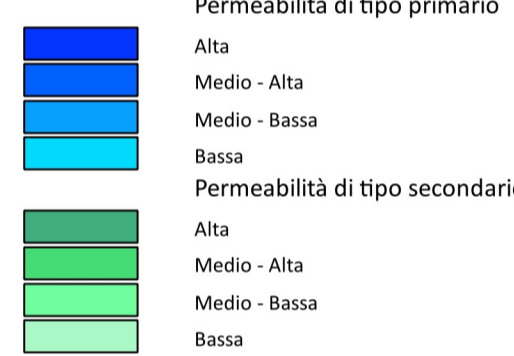 Permeabilità di tipo primario
Alta
Medio - Alta
Medio - Bassa
Bassa
Permeabilità di tipo secondari
Alta
Medio - Alta
Medio - Bassa
Bassa